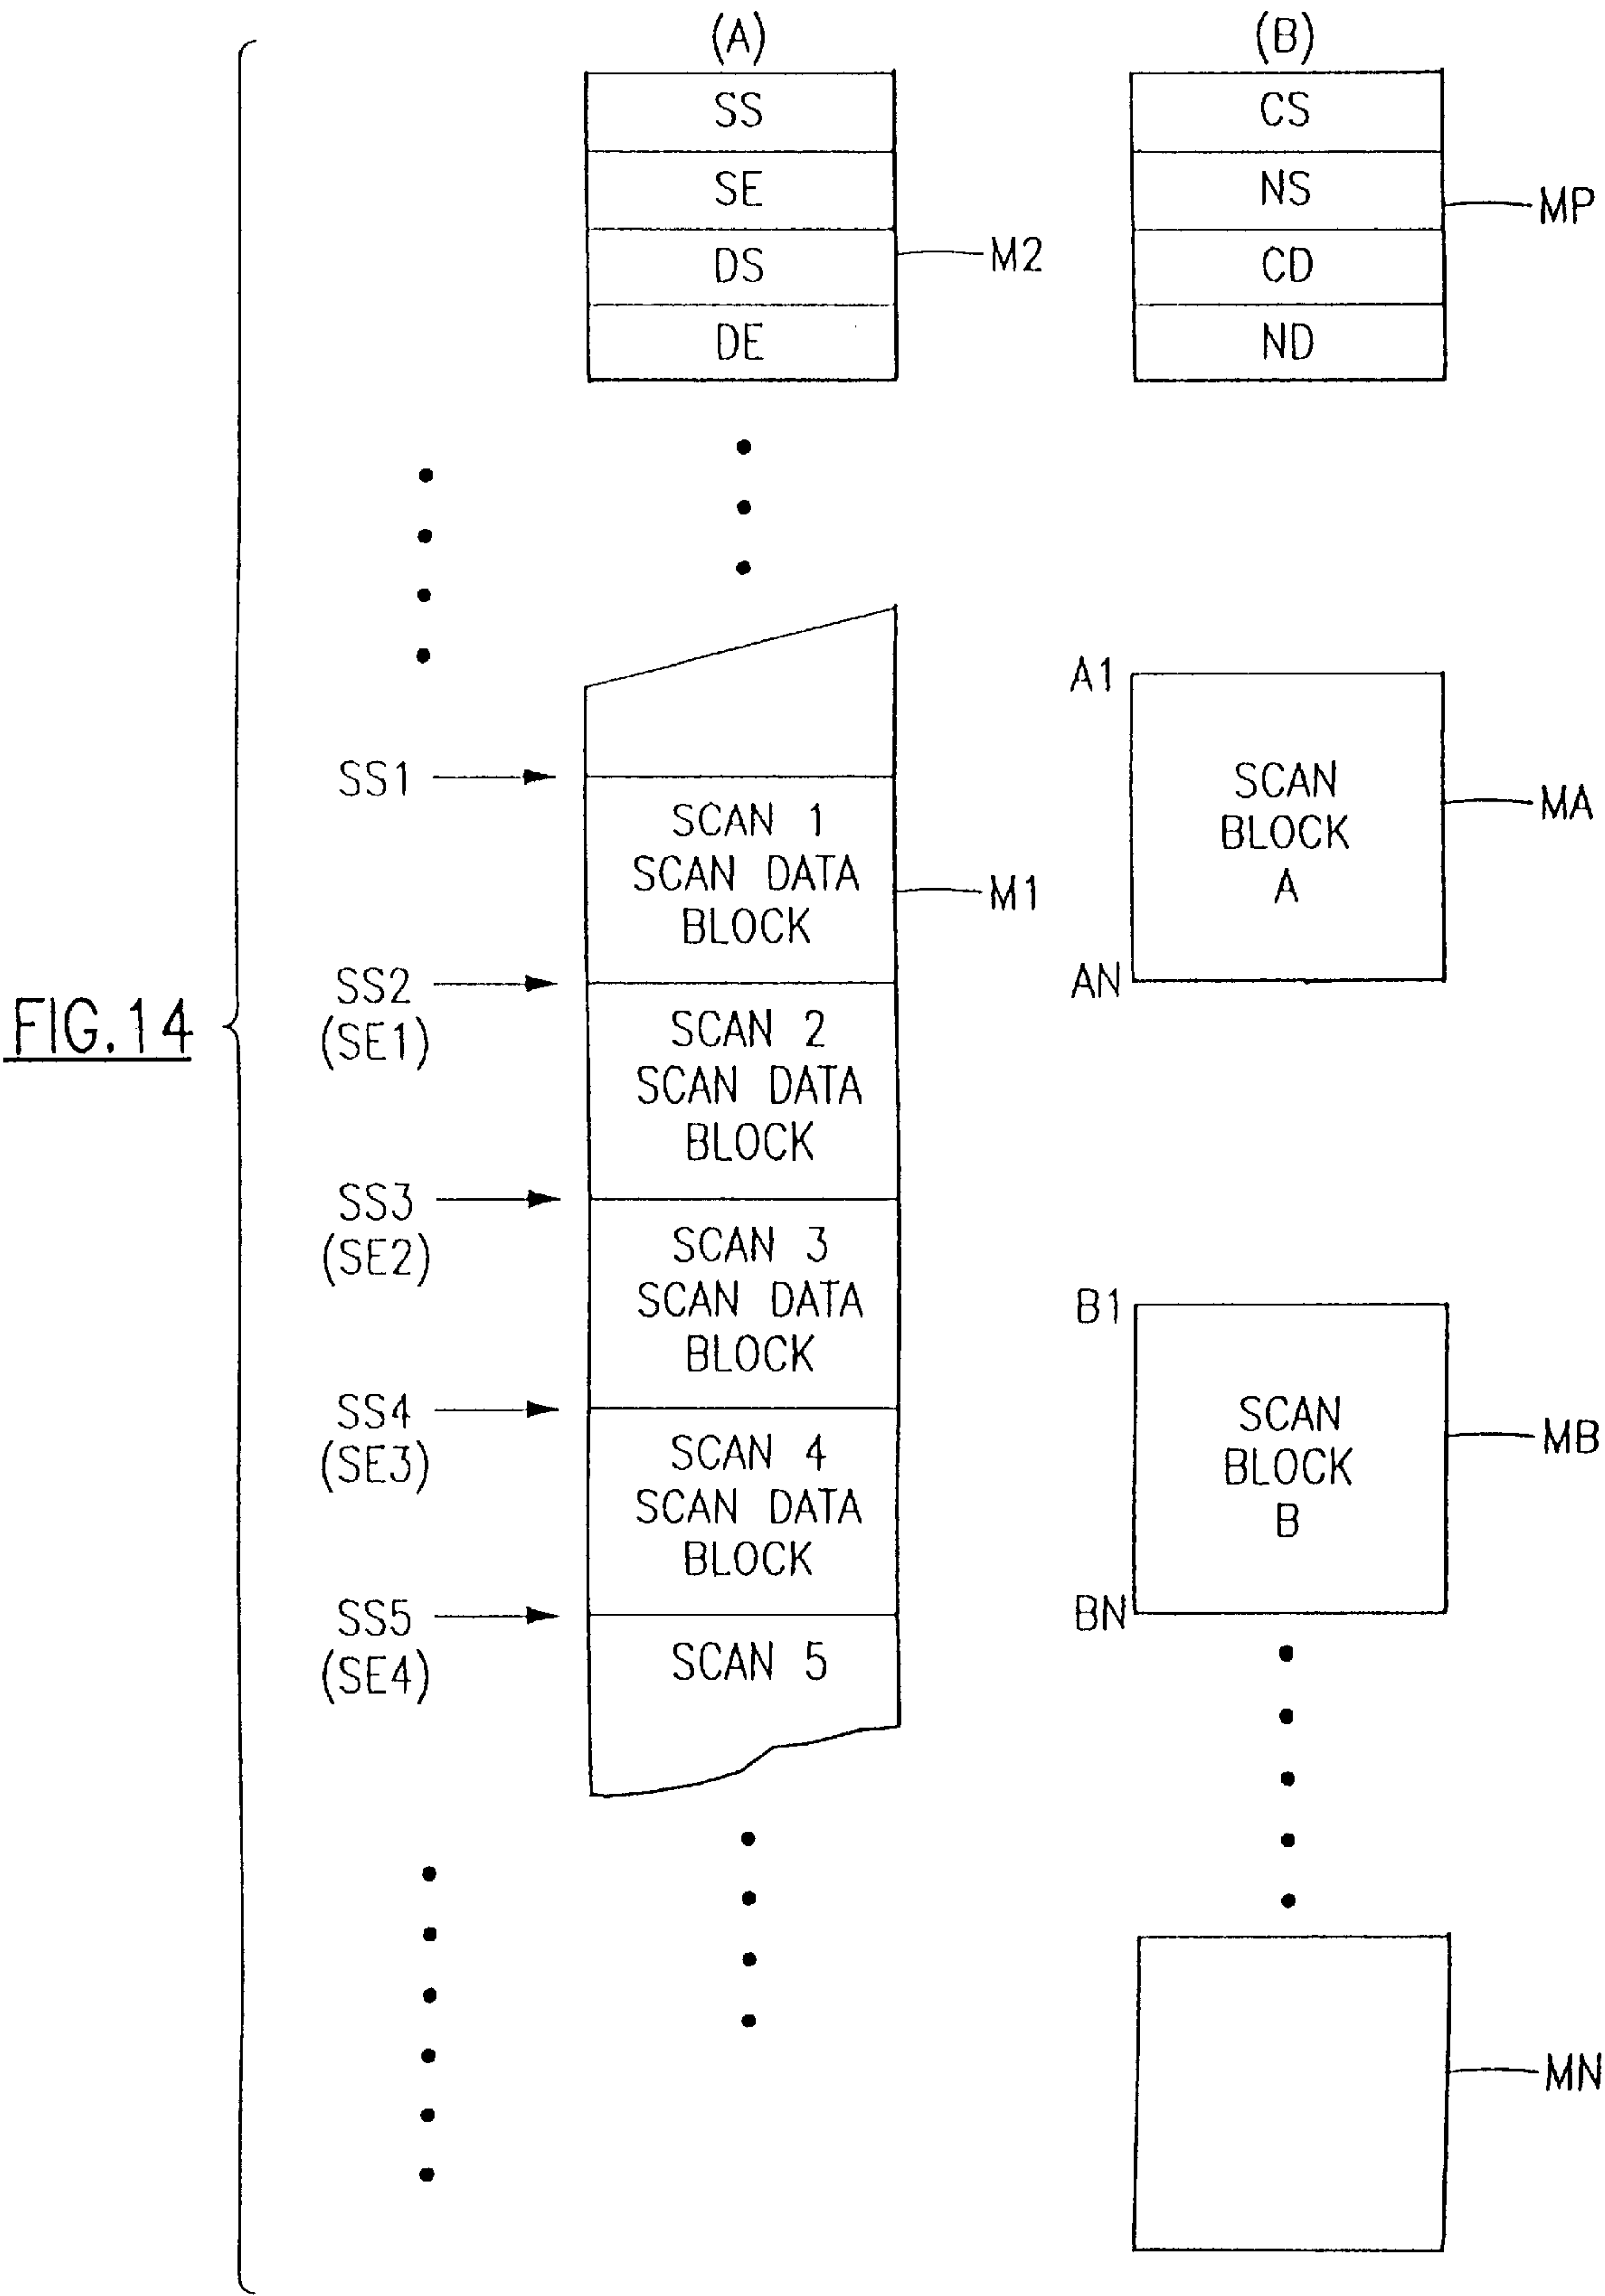 FIG.14
(A)
SS
SE
DS
DE
M2
SS1
SS2
(SE1)
SS3
(SE2)
SS4
(SE3)
SS5
(SE4)
SCAN 1
SCAN DATA
BLOCK
M1
SCAN 2
SCAN DATA
BLOCK
SCAN 3
SCAN DATA
BLOCK
SCAN 4
SCAN DATA
BLOCK
SCAN 5
(B)
CS
NS
CD
ND
MP
A1
SCAN
BLOCK
A
AN
MA
B1
SCAN
BLOCK
B
BN
MB
MN